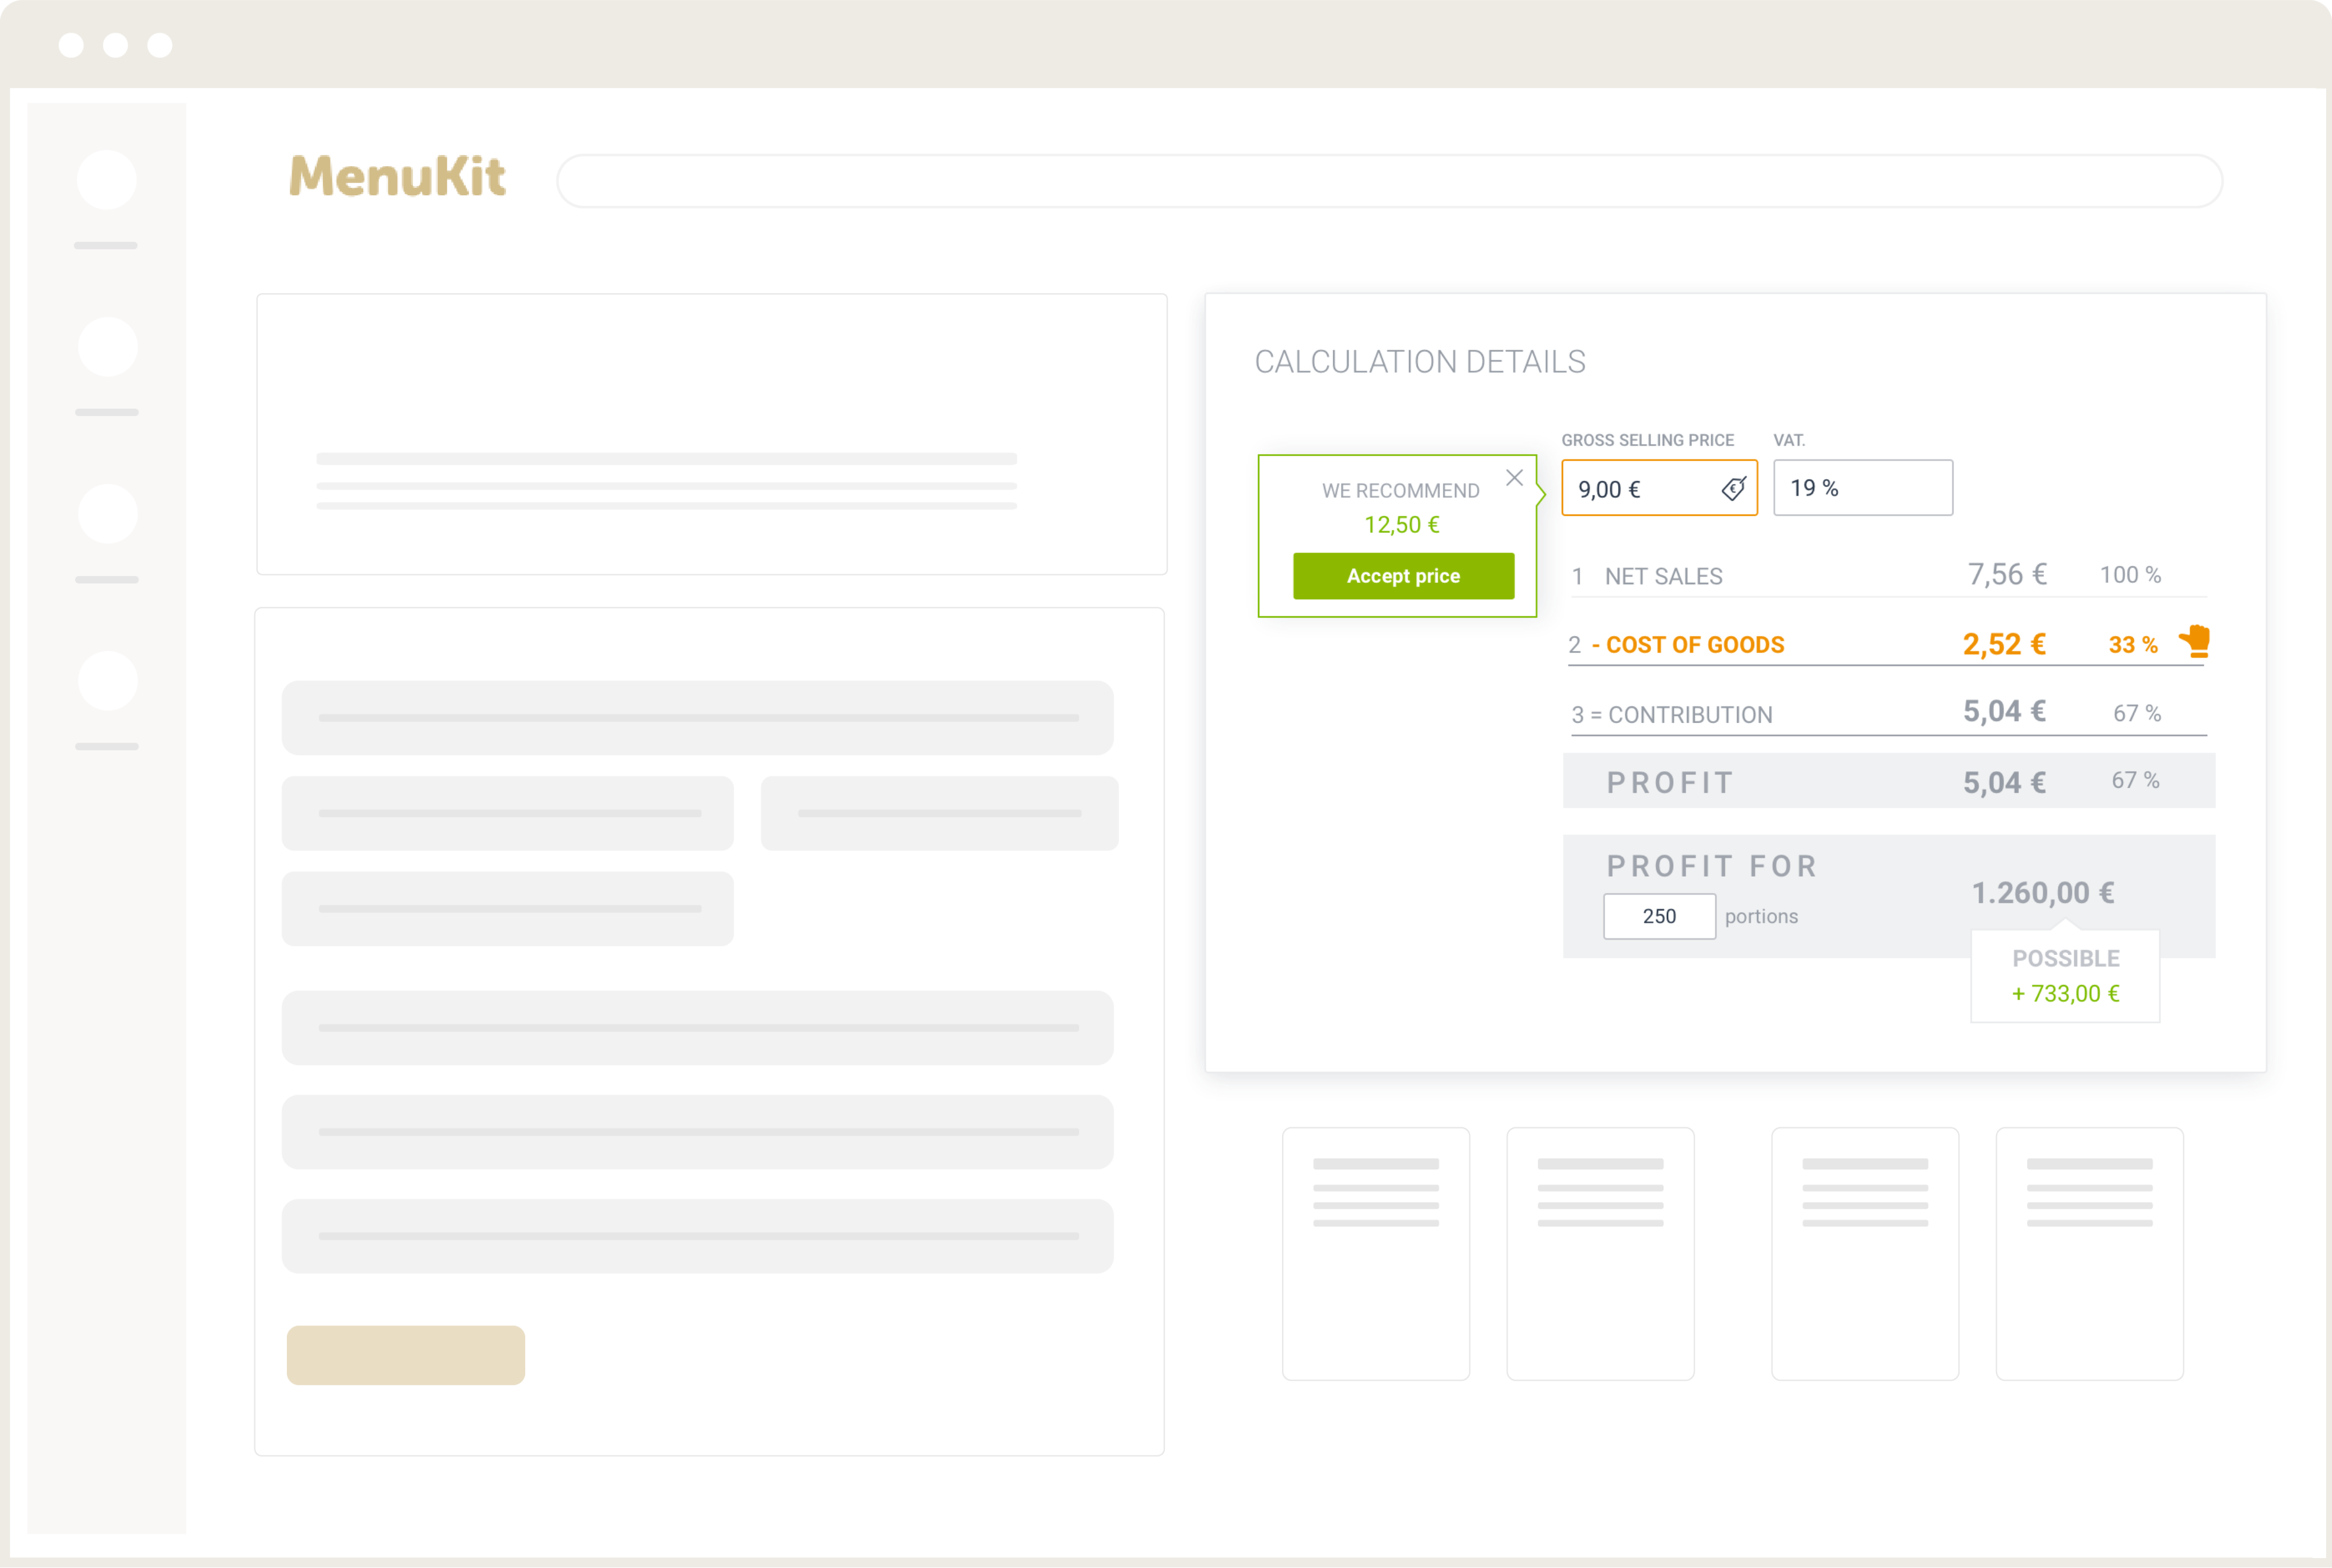 MenuKit
CALCULATION DETAILS
GROSS SELLING PRICE VAT.
WE RECOMMEND
12,50 €
Accept price
9,00 € € 19 %
1 NET SALES 7,56 € 100 %
2 - COST OF GOODS 2,52 € 33 %
3 = CONTRIBUTION 5,04 € 67 %
PROFIT 5,04 € 67 %
PROFIT FOR
250 portions 1.260,00 €
POSSIBLE
+ 733,00 €